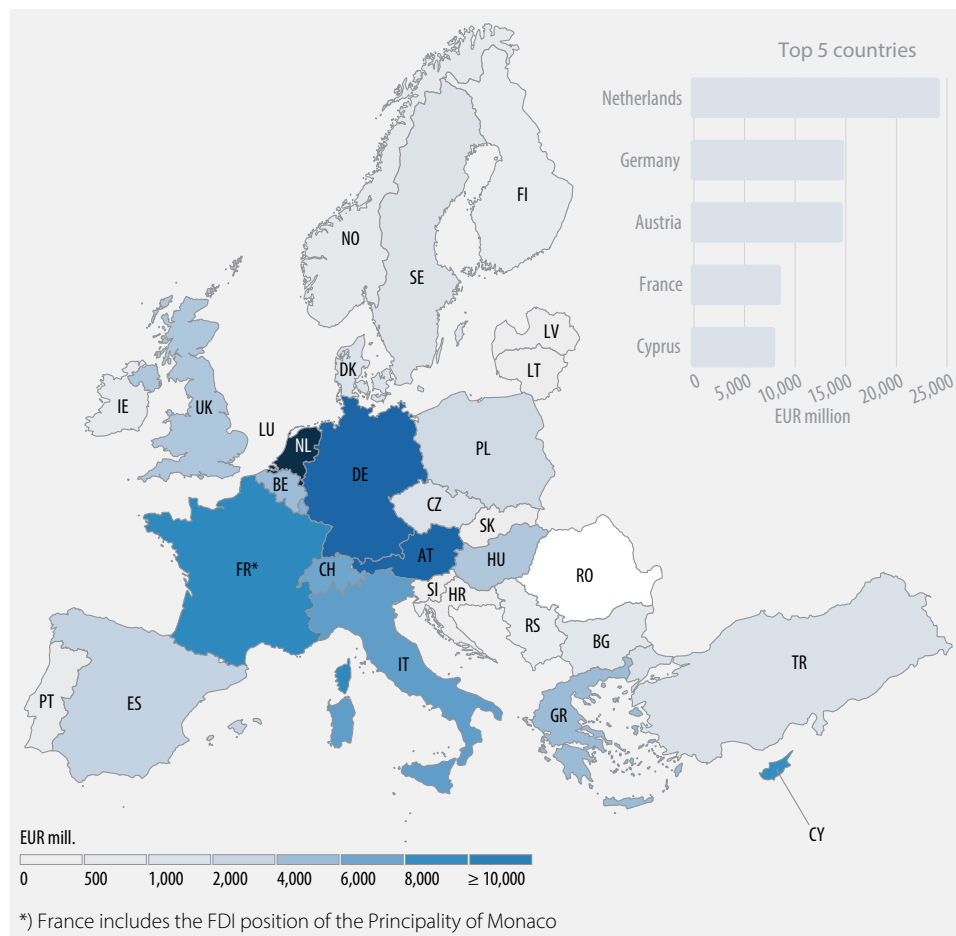 Top 5 countries
Netherlands
Germany
Austria
France
Cyprus
0 5,000 10,000 15,000 20,000 25,000
EUR million
FI
NO
SE
LV
LT
DK
IE
UK
LU
NL
PL
DE
BE
CZ
SK
AT
HU
FR*
CH
RO
SI
HR
RS
BG
TR
IT
PT
ES
GR
CY
EUR mill.
0 500 1,000 2,000 4,000 6,000 8,000 ≥ 10,000
*) France includes the FDI position of the Principality of Monaco